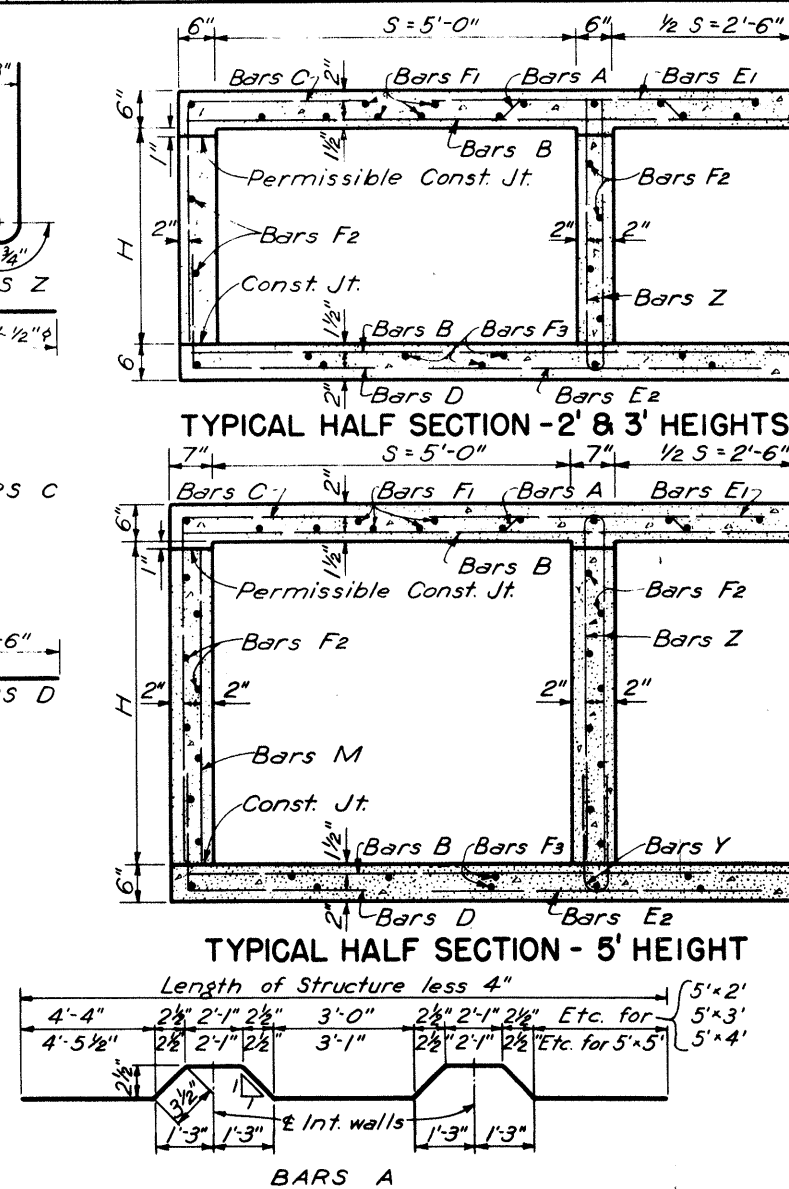 6" S = 5'-0" 6" ½ S = 2'-6"
Bars C 2" Bars F1 Bars A Bars E1
6"
1½" Bars B
1" Permissible Const. Jt. Bars F2
H 2" Bars F2 2" 2"
Const. Jt. Bars Z
¾"
S Z
½"ϕ
1½" Bars B Bars F3
6
2" Bars D Bars E2
TYPICAL HALF SECTION - 2' & 3' HEIGHTS
7" S = 5'-0" 7" ½ S = 2'-6"
S C
Bars C 2" Bars F1 Bars A Bars E1
6"
1½" Bars B
1" Permissible Const. Jt. Bars F2
Bars F2 Bars Z
-6"
S D
H 2" 2" 2" 2"
Bars M
Const. Jt.
1½" Bars B Bars F3 Bars Y
6"
2" Bars D Bars E2
TYPICAL HALF SECTION - 5' HEIGHT
Length of Structure less 4"
4'-4" 2½" 2'-1" 2½" 3'-0" 2½" 2'-1" 2½" Etc. for 5'×2' 5'×3' 5'×4'
4'-5½" 2½" 2'-1" 2½" 3'-1" 2½" 2'-1" 2½" Etc. for 5'×5'
2½" 3½" 1 1
℄ Int. walls
1'-3" 1'-3" 1'-3" 1'-3"
BARS A